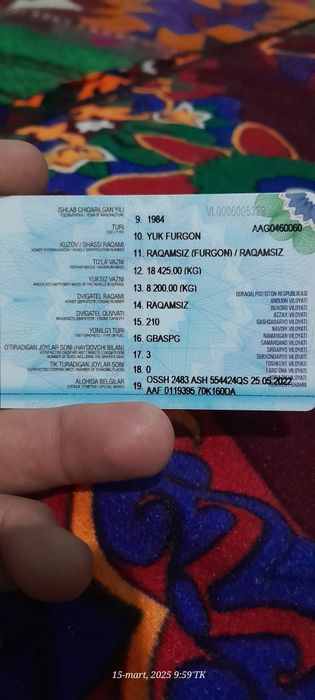 VL0006005328
AAG0460060
ISHLAB CHIQARILGAN YILI 9. 1984
TURI 10. YUK FURGON
KUZOV / SHASSI RAQAMI 11. RAQAMSIZ (FURGON) / RAQAMSIZ
TO'LA VAZNI 12. 18 425.00 (KG)
YUKSIZ VAZNI 13. 8 200.00 (KG)
DVIGATEL RAQAMI 14. RAQAMSIZ
DVIGATEL QUVVATI 15. 210
YONILG'I TURI 16. GBASPG
O'TIRADIGAN JOYLAR SONI (HAYDOVCHI BILAN) 17. 3
TIK TURADIGAN JOYLAR SONI 18. 0
ALOHIDA BELGILAR 19. OSSH 2483 ASH 554424QS 25.05.2022
AAF 0119395 70K160DA
QORAQALPOG'ISTON RESPUBLIKASI
ANDIJON VILOYATI
BUXORO VILOYATI
JIZZAX VILOYATI
QASHQADARYO VILOYATI
NAVOIY VILOYATI
NAMANGAN VILOYATI
SAMARQAND VILOYATI
SIRDARYO VILOYATI
SURXONDARYO VILOYATI
TOSHKENT VILOYATI
FARG'ONA VILOYATI
15-mart, 2025 9:59 TK